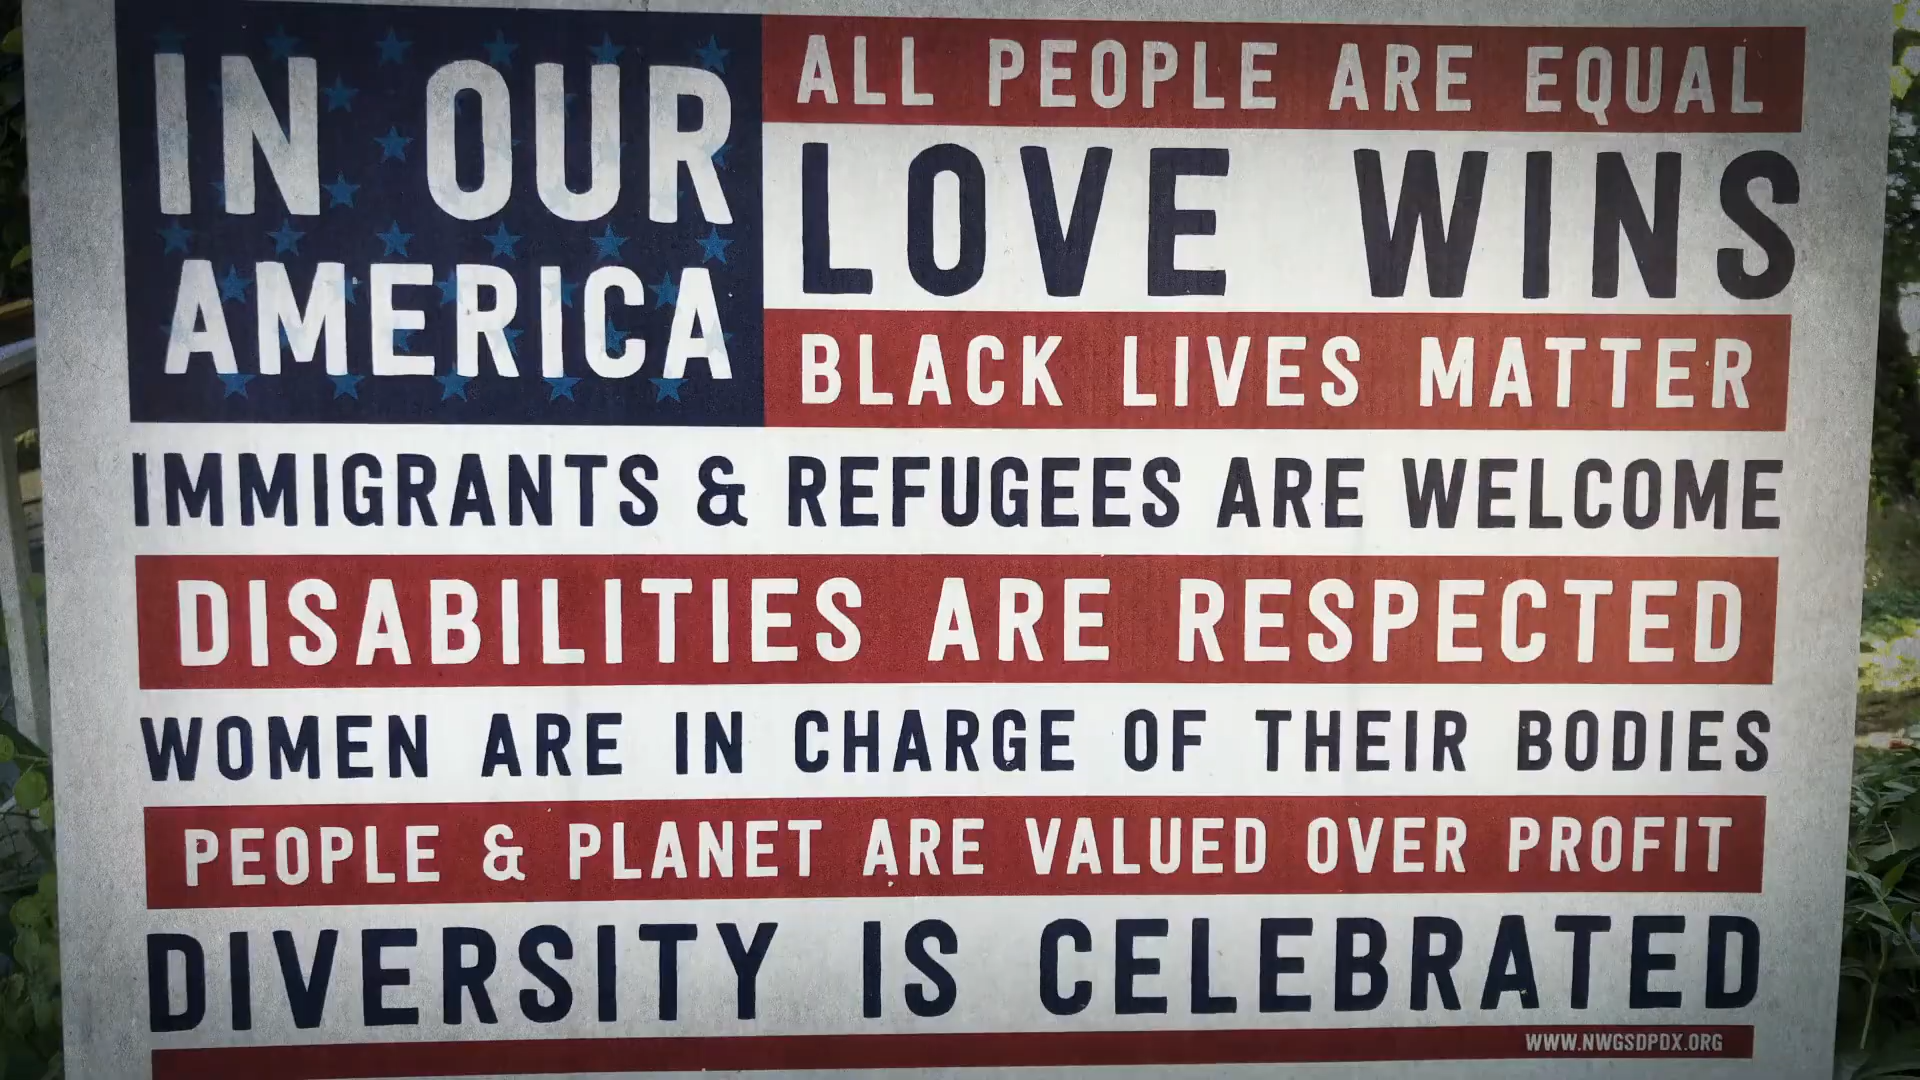 IN OUR
AMERICA
ALL PEOPLE ARE EQUAL
LOVE WINS
BLACK LIVES MATTER
IMMIGRANTS & REFUGEES ARE WELCOME
DISABILITIES ARE RESPECTED
WOMEN ARE IN CHARGE OF THEIR BODIES
PEOPLE & PLANET ARE VALUED OVER PROFIT
DIVERSITY IS CELEBRATED
WWW.NWGSDPDX.ORG